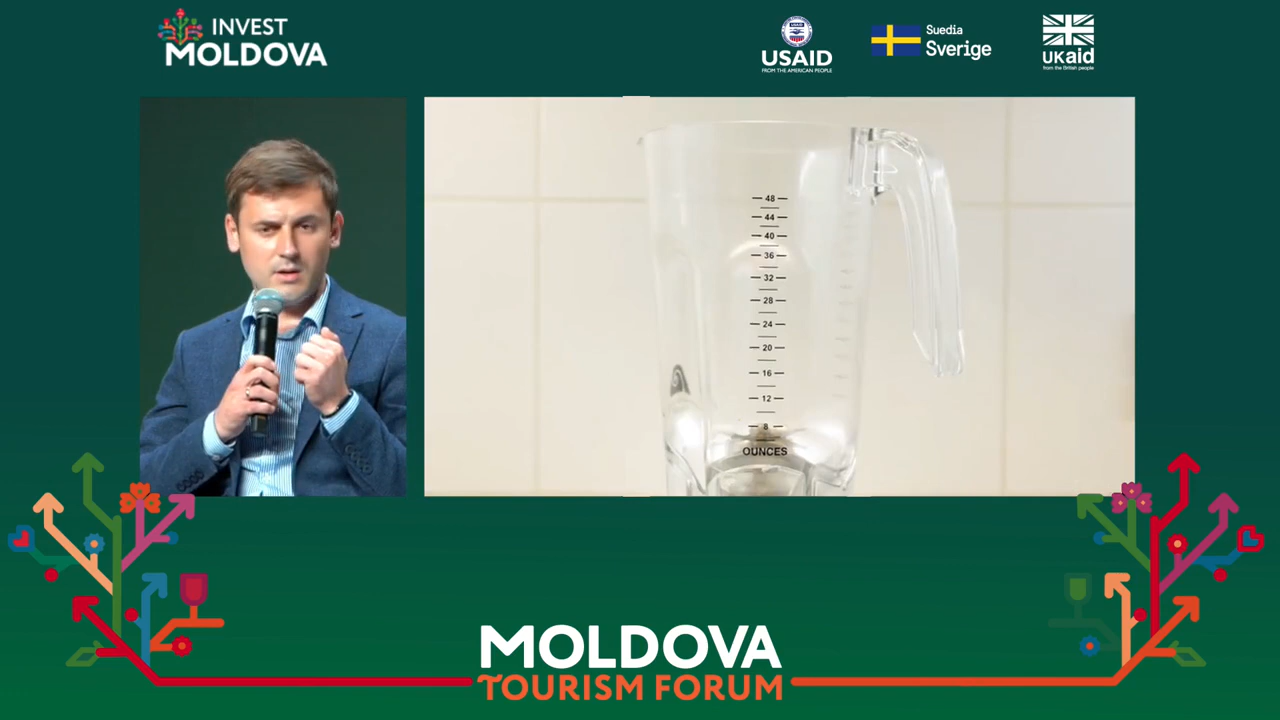 INVEST
MOLDOVA
USAID
FROM THE AMERICAN PEOPLE
Suedia
Sverige
UKaid
from the British people
48
44
40
36
32
28
24
20
16
12
8
OUNCES
MOLDOVA
TOURISM FORUM